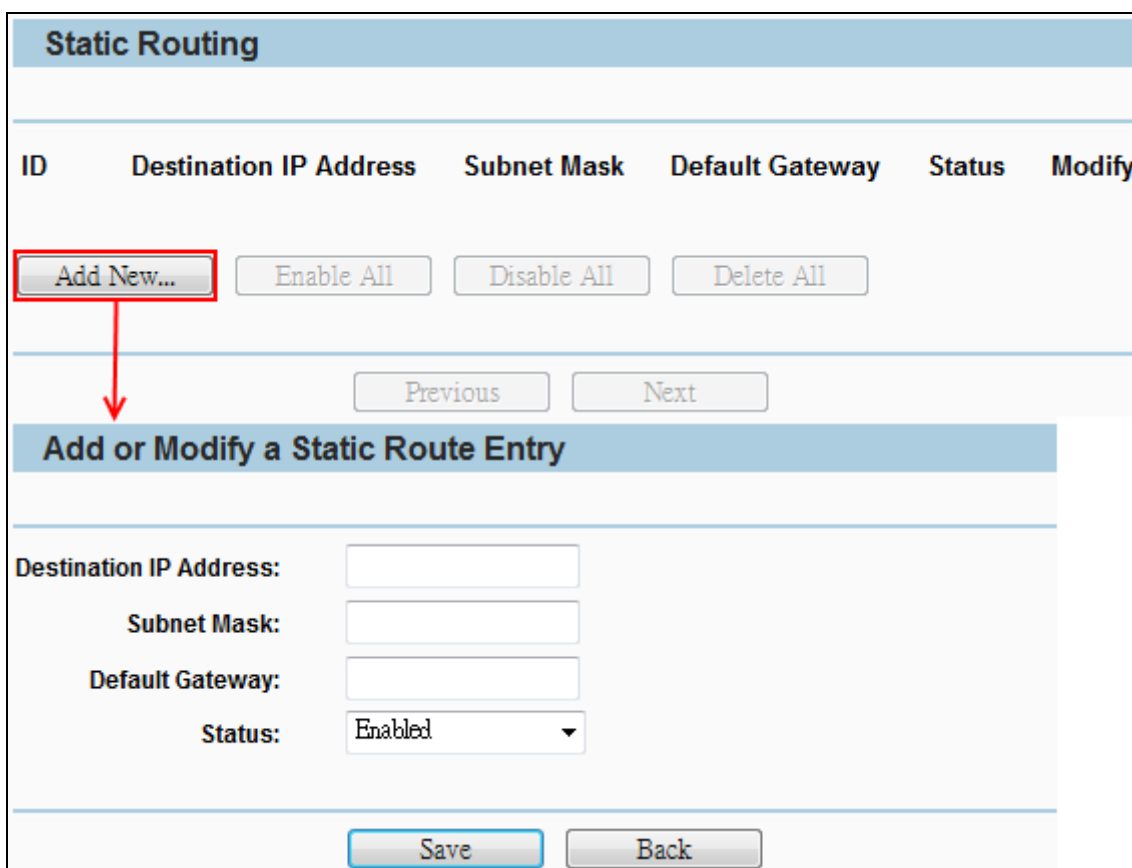 Static Routing
ID Destination IP Address Subnet Mask Default Gateway Status Modify
Add New... Enable All Disable All Delete All
Previous Next
Add or Modify a Static Route Entry
Destination IP Address:
Subnet Mask:
Default Gateway:
Status: Enabled
Save Back